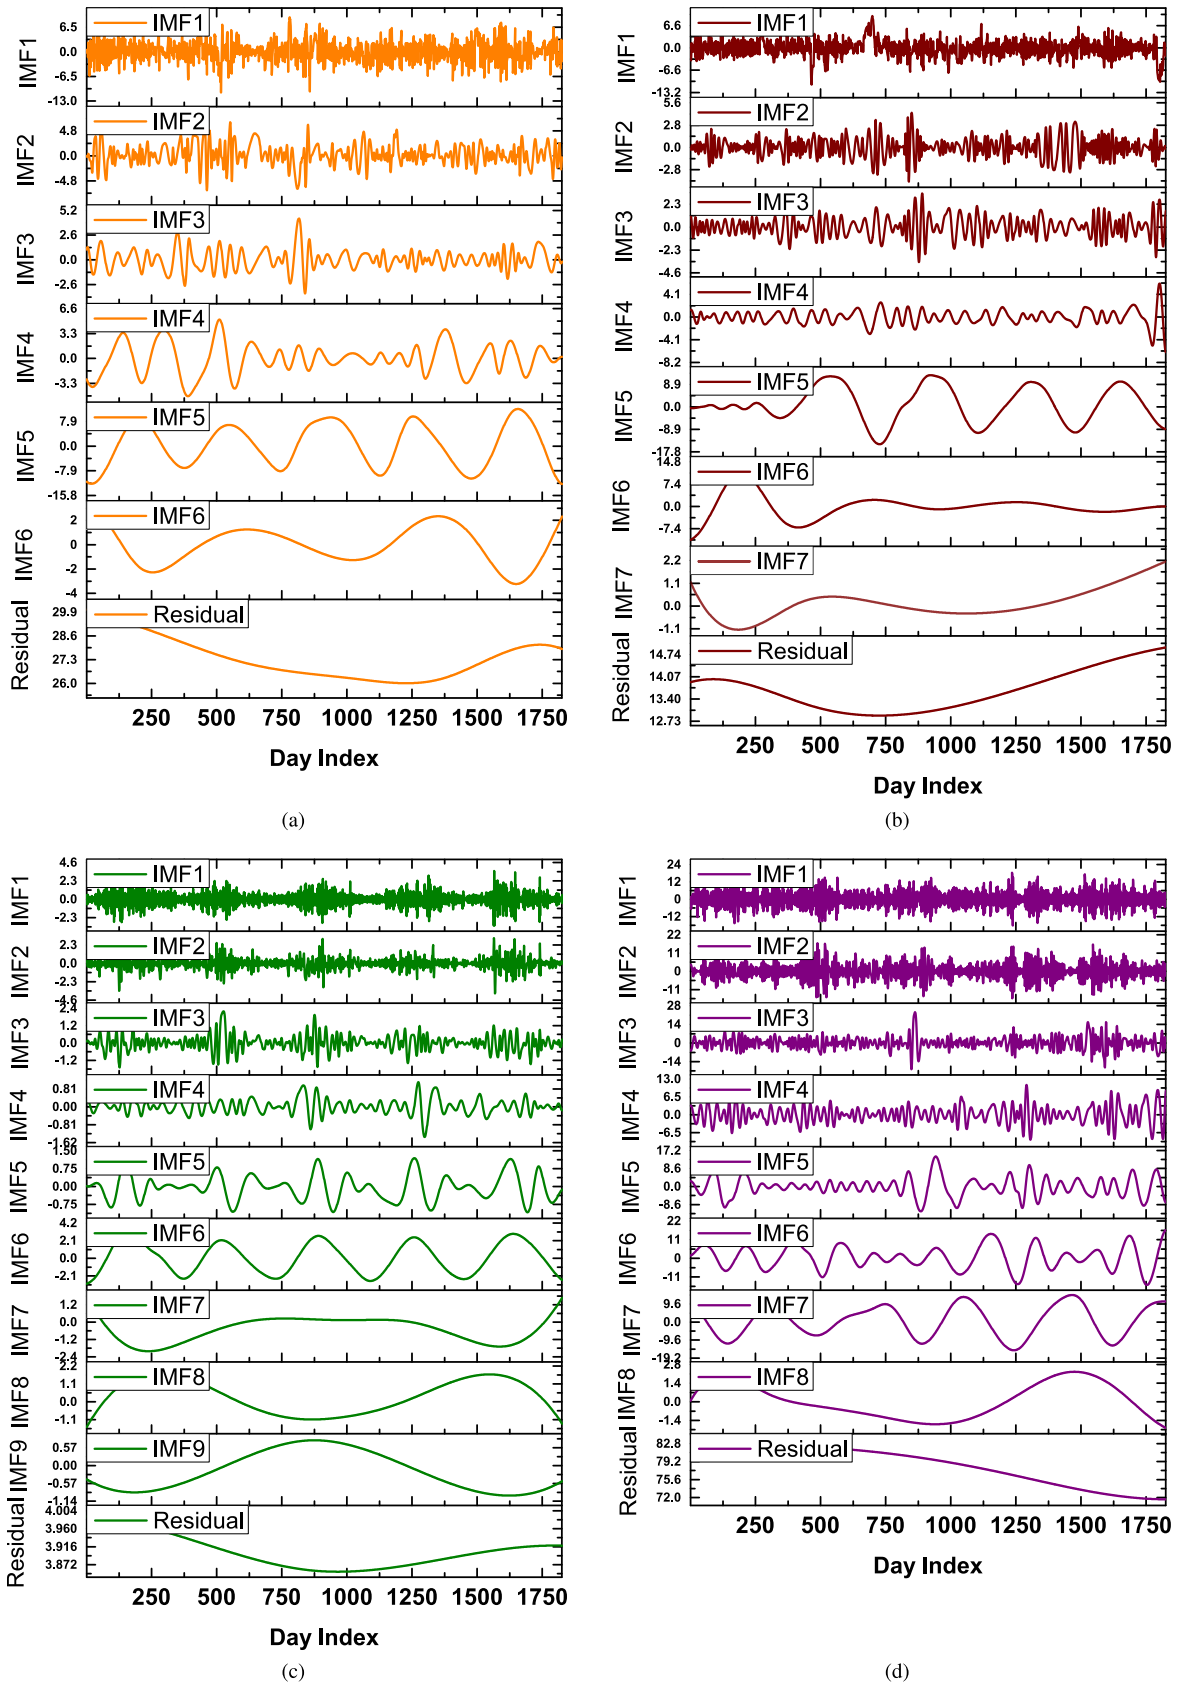 IMF1
6.5
0.0
-6.5
-13.0
IMF1
IMF2
4.8
0.0
-4.8
IMF2
IMF3
5.2
2.6
0.0
-2.6
IMF3
IMF4
6.6
3.3
0.0
-3.3
IMF4
IMF5
7.9
0.0
-7.9
-15.8
IMF5
IMF6
2
0
-2
-4
IMF6
Residual
29.9
28.6
27.3
26.0
Residual
250 500 750 1000 1250 1500 1750
Day Index
(a)
IMF1
6.6
0.0
-6.6
-13.2
IMF1
IMF2
5.6
2.8
0.0
-2.8
IMF2
IMF3
2.3
0.0
-2.3
-4.6
IMF3
IMF4
4.1
0.0
-4.1
-8.2
IMF4
IMF5
8.9
0.0
-8.9
-17.8
IMF5
IMF6
14.8
7.4
0.0
-7.4
IMF6
IMF7
2.2
1.1
0.0
-1.1
IMF7
Residual
14.74
14.07
13.40
12.73
Residual
250 500 750 1000 1250 1500 1750
Day Index
(b)
IMF1
4.6
2.3
0.0
-2.3
IMF1
IMF2
2.3
0.0
-2.3
-4.6
IMF2
IMF3
2.4
1.2
0.0
-1.2
IMF3
IMF4
0.81
0.00
-0.81
-1.62
IMF4
IMF5
1.50
0.75
0.00
-0.75
IMF5
IMF6
4.2
2.1
0.0
-2.1
IMF6
IMF7
1.2
0.0
-1.2
-2.4
IMF7
IMF8
2.2
1.1
0.0
-1.1
IMF8
IMF9
0.57
0.00
-0.57
-1.14
IMF9
Residual
4.004
3.960
3.916
3.872
Residual
250 500 750 1000 1250 1500 1750
Day Index
(c)
IMF1
24
12
0
-12
IMF1
IMF2
22
11
0
-11
IMF2
IMF3
28
14
0
-14
IMF3
IMF4
13.0
6.5
0.0
-6.5
IMF4
IMF5
17.2
8.6
0.0
-8.6
IMF5
IMF6
22
11
0
-11
IMF6
IMF7
9.6
0.0
-9.6
-19.2
IMF7
IMF8
2.8
1.4
0.0
-1.4
IMF8
Residual
82.8
79.2
75.6
72.0
Residual
250 500 750 1000 1250 1500 1750
Day Index
(d)